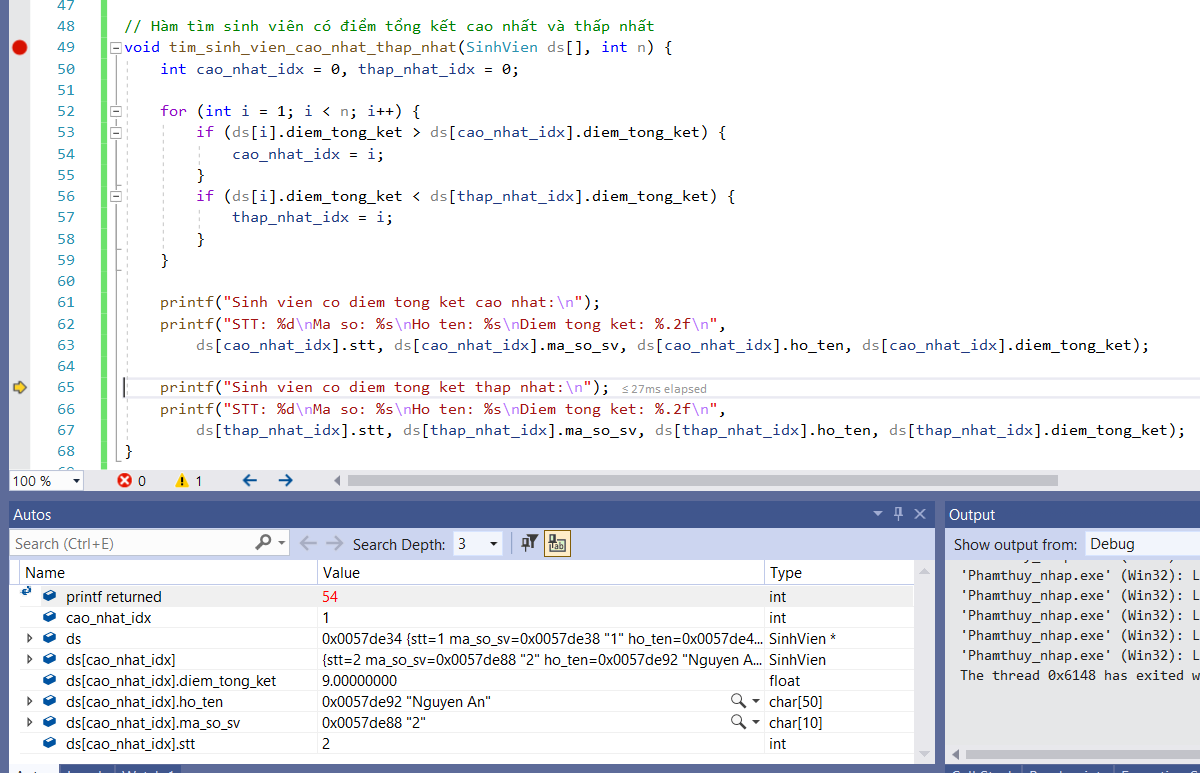 47
48 // Hàm tìm sinh viên có điểm tổng kết cao nhất và thấp nhất
49 void tim_sinh_vien_cao_nhat_thap_nhat(SinhVien ds[], int n) {
50 int cao_nhat_idx = 0, thap_nhat_idx = 0;
51
52 for (int i = 1; i < n; i++) {
53 if (ds[i].diem_tong_ket > ds[cao_nhat_idx].diem_tong_ket) {
54 cao_nhat_idx = i;
55 }
56 if (ds[i].diem_tong_ket < ds[thap_nhat_idx].diem_tong_ket) {
57 thap_nhat_idx = i;
58 }
59 }
60
61 printf("Sinh vien co diem tong ket cao nhat:\n");
62 printf("STT: %d\nMa so: %s\nHo ten: %s\nDiem tong ket: %.2f\n",
63 ds[cao_nhat_idx].stt, ds[cao_nhat_idx].ma_so_sv, ds[cao_nhat_idx].ho_ten, ds[cao_nhat_idx].diem_tong_ket);
64
65 printf("Sinh vien co diem tong ket thap nhat:\n"); ≤27ms elapsed
66 printf("STT: %d\nMa so: %s\nHo ten: %s\nDiem tong ket: %.2f\n",
67 ds[thap_nhat_idx].stt, ds[thap_nhat_idx].ma_so_sv, ds[thap_nhat_idx].ho_ten, ds[thap_nhat_idx].diem_tong_ket);
68 }
100 % 0 1
Autos
Search (Ctrl+E) Search Depth: 3
Name Value Type
printf returned 54 int
cao_nhat_idx 1 int
ds 0x0057de34 {stt=1 ma_so_sv=0x0057de38 "1" ho_ten=0x0057de4... SinhVien *
ds[cao_nhat_idx] {stt=2 ma_so_sv=0x0057de88 "2" ho_ten=0x0057de92 "Nguyen A... SinhVien
ds[cao_nhat_idx].diem_tong_ket 9.00000000 float
ds[cao_nhat_idx].ho_ten 0x0057de92 "Nguyen An" char[50]
ds[cao_nhat_idx].ma_so_sv 0x0057de88 "2" char[10]
ds[cao_nhat_idx].stt 2 int
Output
Show output from: Debug
'Phamthuy_nhap.exe' (Win32): L
'Phamthuy_nhap.exe' (Win32): L
'Phamthuy_nhap.exe' (Win32): L
'Phamthuy_nhap.exe' (Win32): L
'Phamthuy_nhap.exe' (Win32): L
The thread 0x6148 has exited w